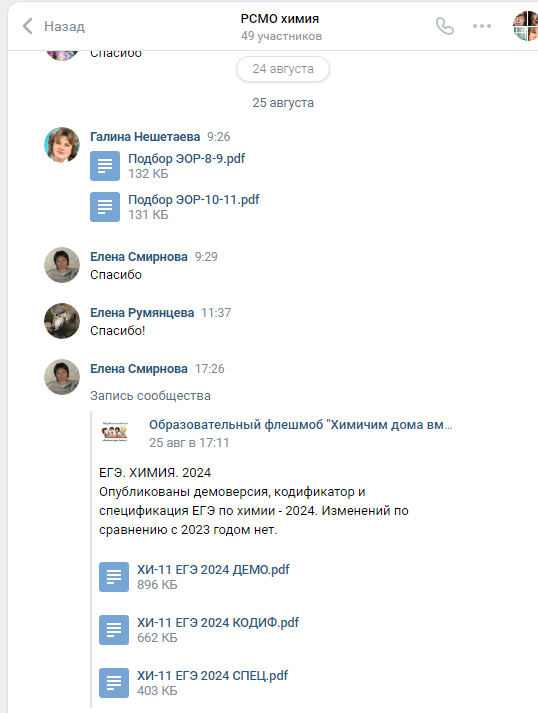 Назад
РСМО химия
49 участников
Спасибо
24 августа
25 августа
Галина Нешетаева 9:26
Подбор ЭОР-8-9.pdf
132 КБ
Подбор ЭОР-10-11.pdf
131 КБ
Елена Смирнова 9:29
Спасибо
Елена Румянцева 11:37
Спасибо!
Елена Смирнова 17:26
Запись сообщества
Образовательный флешмоб "Химичим дома вм...
25 авг в 17:11
ЕГЭ. ХИМИЯ. 2024
Опубликованы демоверсия, кодификатор и
спецификация ЕГЭ по химии - 2024. Изменений по
сравнению с 2023 годом нет.
ХИ-11 ЕГЭ 2024 ДЕМО.pdf
896 КБ
ХИ-11 ЕГЭ 2024 КОДИФ.pdf
662 КБ
ХИ-11 ЕГЭ 2024 СПЕЦ.pdf
403 КБ